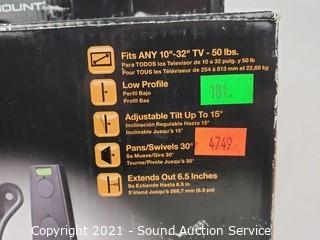 MOUNT
Fits ANY 10"-32" TV - 50 lbs.
Para TODOS los Televisor de 10 a 32 pulg. y 50 lb
Pour TOUS les Téléviseur de 254 à 813 mm et 22,68 kg
Low Profile
Perfil Bajo
Profil Bas
181.
Adjustable Tilt Up To 15°
Inclinación Regulable Hasta 15°
Inclinable Jusqu'à 15°
4749.
Pans/Swivels 30°
Se Mueve/Gira 30°
Tourne/Pivote Jusqu'à 30°
Extends Out 6.5 Inches
Se Extiende Hasta 6.5 in
S'étend Jusqu'à 266,7 mm (6.3 po)
Copyright 2021 - Sound Auction Service